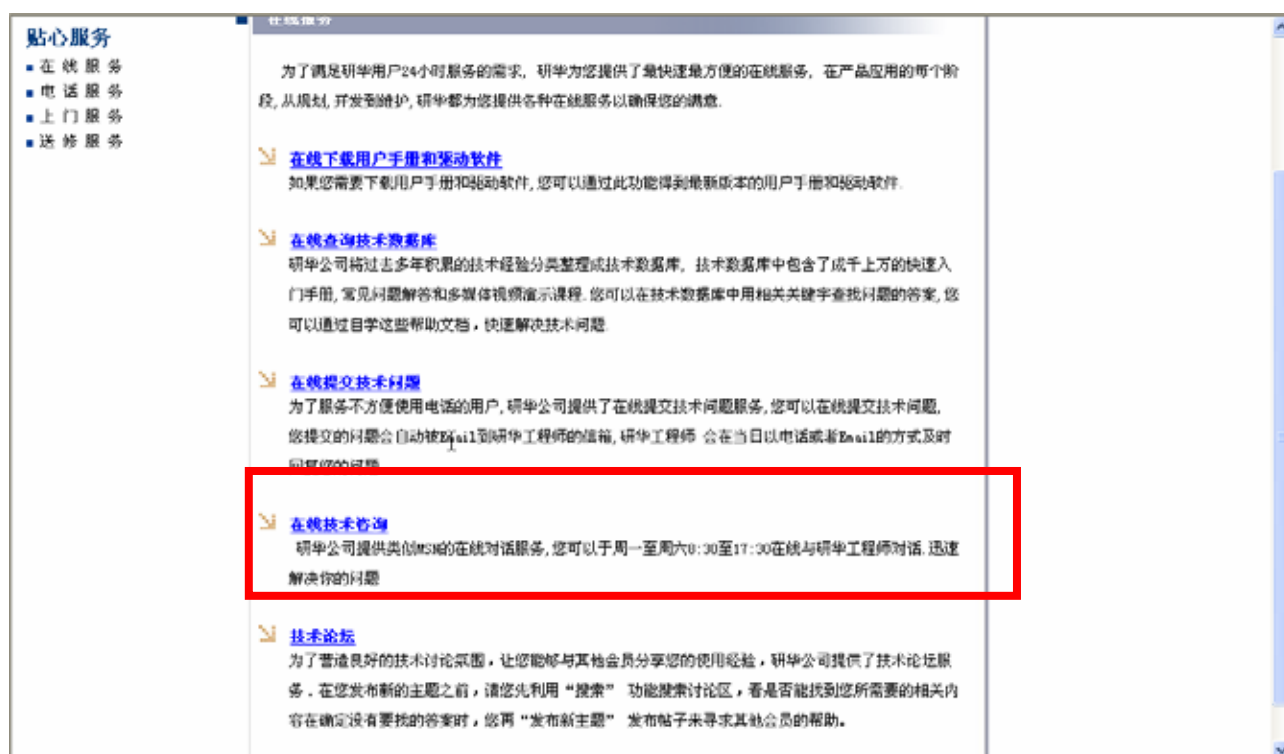 贴心服务
在线服务
电话服务
上门服务
送修服务
在线服务
为了满足研华用户24小时服务的需求, 研华为您提供了最快速最方便的在线服务, 在产品应用的每个阶
段, 从规划, 开发到维护, 研华都为您提供各种在线服务以确保您的满意.
在线下载用户手册和驱动软件
如果您需要下载用户手册和驱动软件, 您可以通过此功能得到最新版本的用户手册和驱动软件.
在线查询技术数据库
研华公司将过去多年积累的技术经验分类整理成技术数据库, 技术数据库中包含了成千上万的快速入
门手册, 常见问题解答和多媒体视频演示课程. 您可以在技术数据库中用相关关键字查找问题的答案, 您
可以通过自学这些帮助文档，快速解决技术问题.
在线提交技术问题
为了服务不方便使用电话的用户, 研华公司提供了在线提交技术问题服务, 您可以在线提交技术问题,
您提交的问题会自动被Email到研华工程师的信箱, 研华工程师 会在当日以电话或者Email的方式及时
回复您的问题
在线技术咨询
研华公司提供类似MSN的在线对话服务, 您可以于周一至周六8:30至17:30在线与研华工程师对话. 迅速
解决你的问题
技术论坛
为了营造良好的技术讨论氛围，让您能够与其他会员分享您的使用经验，研华公司提供了技术论坛服
务．在您发布新的主题之前，请您先利用“搜索” 功能搜索讨论区，看是否能找到您所需要的相关内
容在确定没有要找的答案时，您再“发布新主题” 发布帖子来寻求其他会员的帮助。